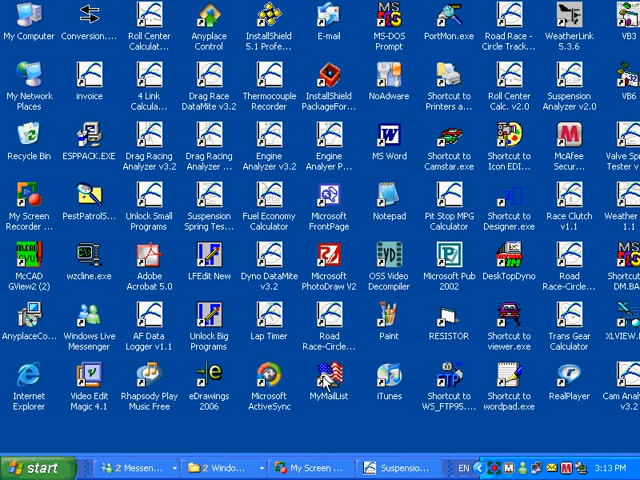 My Computer
Conversion....
Roll Center
Calculat...
Anyplace
Control
InstallShield
5.1 Profe...
E-mail
MS-DOS
Prompt
PortMon.exe
Road Race -
Circle Track...
WeatherLink
5.3.6
VB3
My Network
Places
invoice
4 Link
Calcula...
Drag Race
DataMite v3.2
Thermocouple
Recorder
InstallShield
PackageFor...
NoAdware
Shortcut to
Printers a...
Roll Center
Calc. v2.0
Suspension
Analyzer v2.0
VB6
Recycle Bin
ESPPACK.EXE
Drag Racing
Analyzer v3.2
Drag Racing
Analyzer ...
Engine
Analyzer v3.2
Engine
Analyzer P...
MS Word
Shortcut to
Camstar.exe
Shortcut to
Icon EDI...
McAfee
Secur...
Valve Sp
Tester v
My Screen
Recorder ...
PestPatrolS...
Unlock Small
Programs
Suspension
Spring Tes...
Fuel Economy
Calculator
Microsoft
FrontPage
Notepad
Pit Stop MPG
Calculator
Shortcut to
Designer.exe
Race Clutch
v1.1
Weather
1.1
McCAD
GView2 (2)
wzcline.exe
Adobe
Acrobat 5.0
LFEdit New
Dyno DataMite
v3.2
Microsoft
PhotoDraw V2
OSS Video
Decompiler
Microsoft Pub
2002
DeskTopDyno
Road
Race-Circle...
Shortcut
DM.BA
AnyplaceCo...
Windows Live
Messenger
AF Data
Logger v1.1
Unlock Big
Programs
Lap Timer
Road
Race-Circle...
Paint
RESISTOR
Shortcut to
viewer.exe
Trans Gear
Calculator
XLVIEW.
Internet
Explorer
Video Edit
Magic 4.1
Rhapsody Play
Music Free
eDrawings
2006
Microsoft
ActiveSync
MyMailList
iTunes
Shortcut to
WS_FTP95....
Shortcut to
wordpad.exe
RealPlayer
Cam Anal
v3.2
start
2 Messen...
2 Windo...
My Screen ...
Suspensio...
EN
3:13 PM